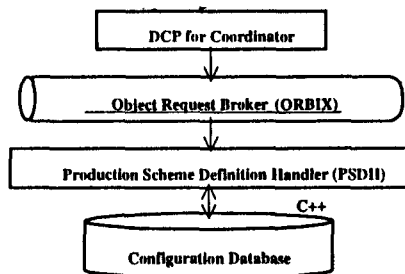 DCP for Coordinator
Object Request Broker (ORBIX)
Production Scheme Definition Handler (PSDH)
C++
Configuration Database